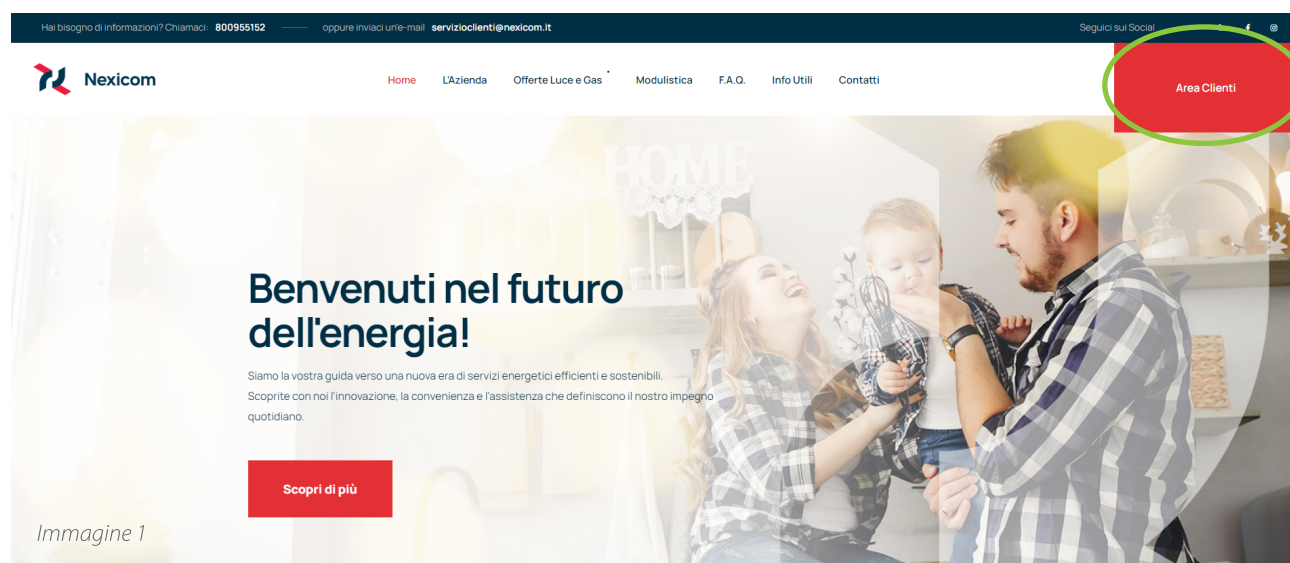 Hai bisogno di informazioni? Chiamaci: 800955152 oppure inviaci un'e-mail servizioclienti@nexicom.it Seguici sui Social
Nexicom
Home L'Azienda Offerte Luce e Gas Modulistica F.A.Q. Info Utili Contatti Area Clienti
HOME
Benvenuti nel futuro
dell'energia!
Siamo la vostra guida verso una nuova era di servizi energetici efficienti e sostenibili.
Scoprite con noi l'innovazione, la convenienza e l'assistenza che definiscono il nostro impegno
quotidiano.
Scopri di più
Immagine 1